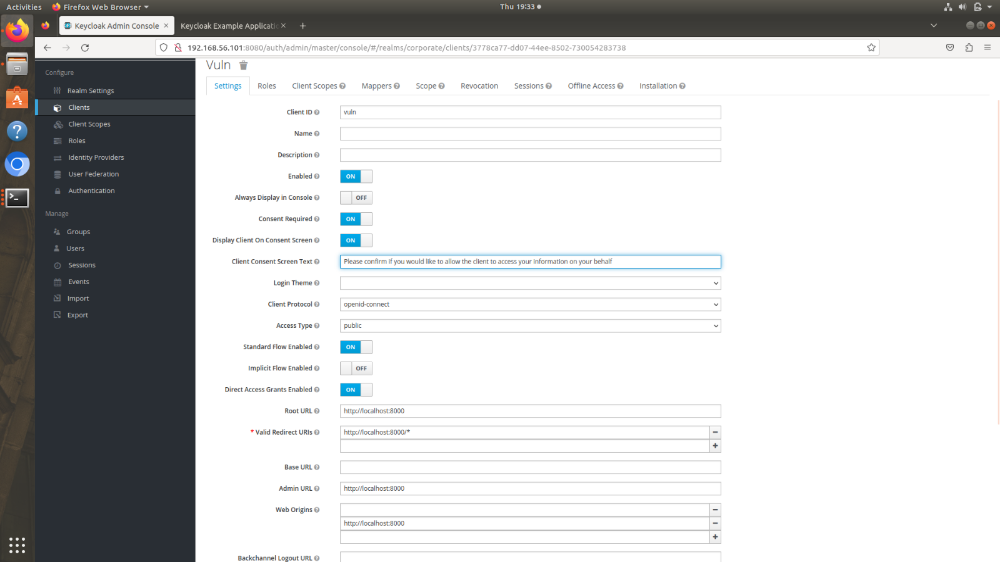 Activities Firefox Web Browser Thu 19:33
Keycloak Admin Console Keycloak Example Applicatio
192.168.56.101:8080/auth/admin/master/console/#/realms/corporate/clients/3778ca77-dd07-44ee-8502-730054283738
Configure
Realm Settings
Clients
Client Scopes
Roles
Identity Providers
User Federation
Authentication
Manage
Groups
Users
Sessions
Events
Import
Export
Vuln
Settings Roles Client Scopes Mappers Scope Revocation Sessions Offline Access Installation
Client ID vuln
Name
Description
Enabled ON
Always Display in Console OFF
Consent Required ON
Display Client On Consent Screen ON
Client Consent Screen Text Please confirm if you would like to allow the client to access your information on your behalf
Login Theme
Client Protocol openid-connect
Access Type public
Standard Flow Enabled ON
Implicit Flow Enabled OFF
Direct Access Grants Enabled ON
Root URL http://localhost:8000
* Valid Redirect URIs http://localhost:8000/*
Base URL
Admin URL http://localhost:8000
Web Origins
http://localhost:8000
Backchannel Logout URL